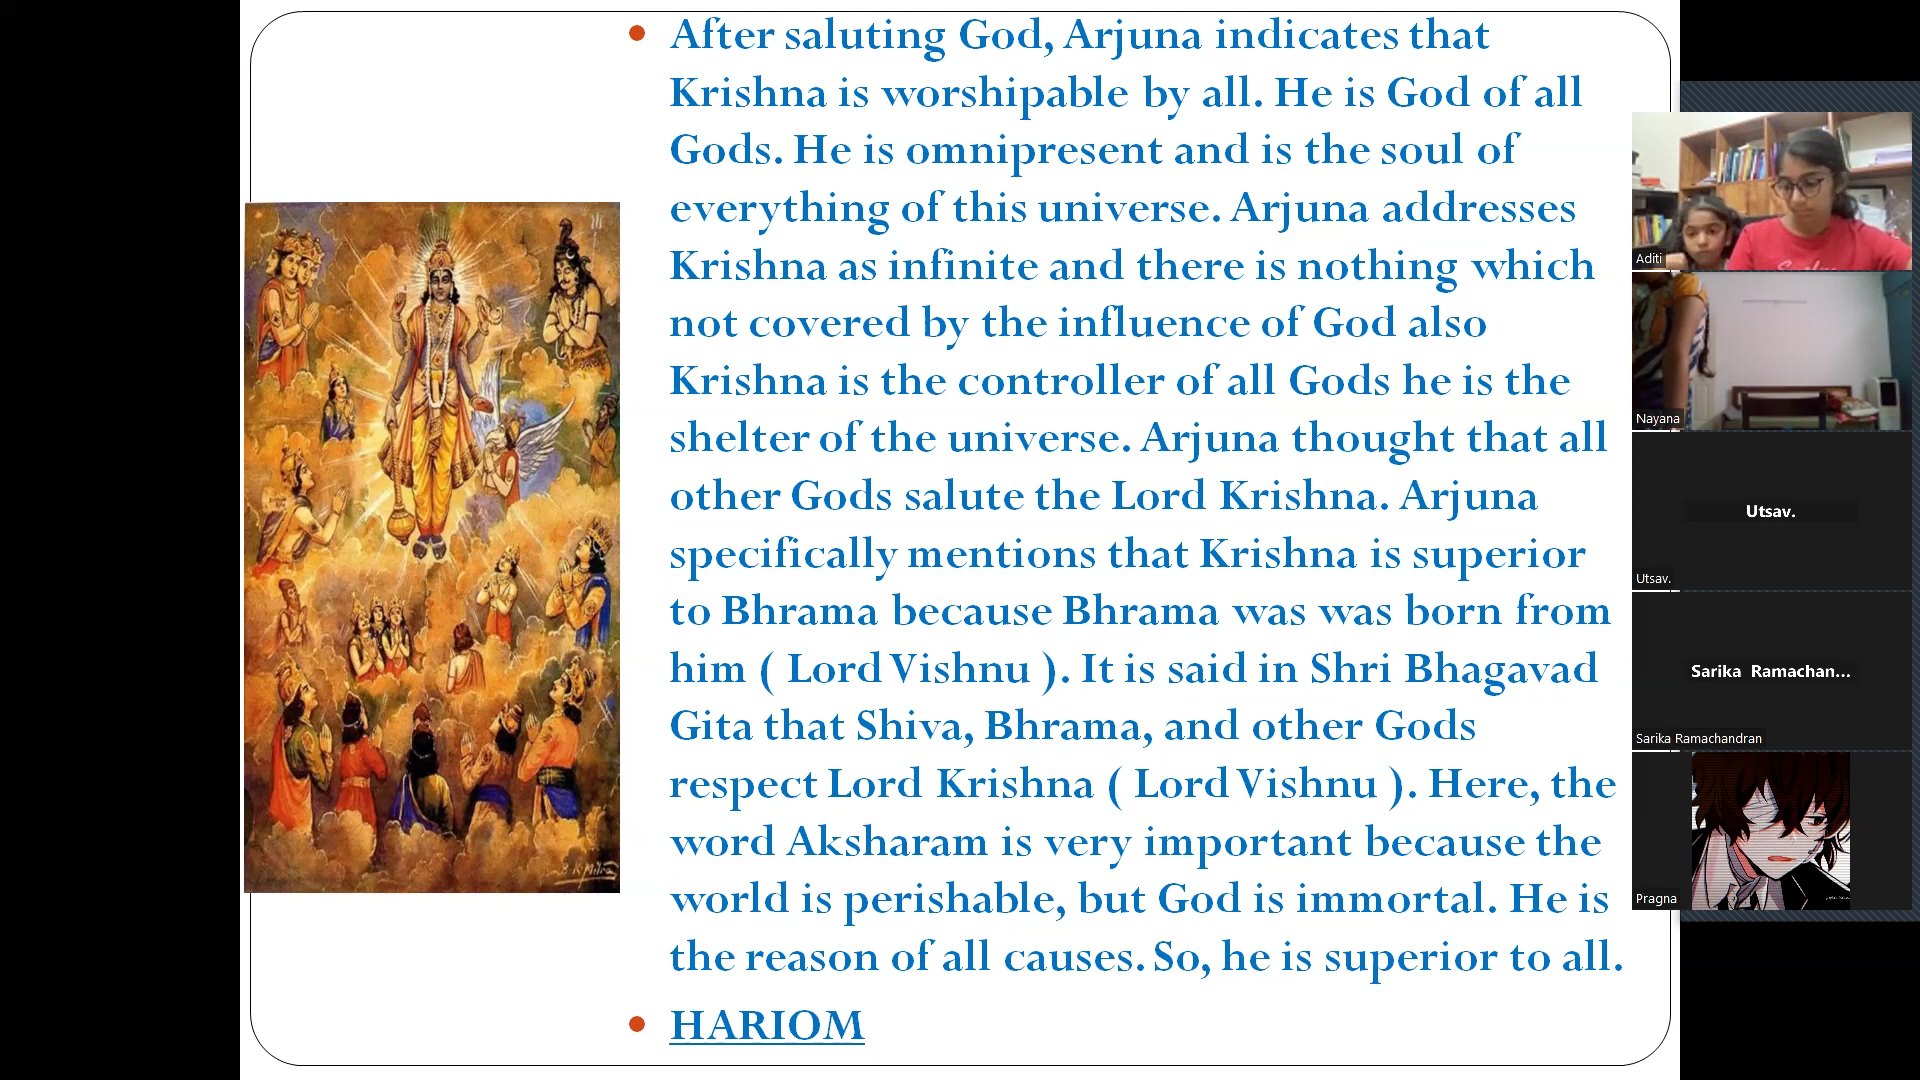 After saluting God, Arjuna indicates that
Krishna is worshipable by all. He is God of all
Gods. He is omnipresent and is the soul of
everything of this universe. Arjuna addresses
Krishna as infinite and there is nothing which
not covered by the influence of God also
Krishna is the controller of all Gods he is the
shelter of the universe. Arjuna thought that all
other Gods salute the Lord Krishna. Arjuna
specifically mentions that Krishna is superior
to Bhrama because Bhrama was was born from
him ( Lord Vishnu ). It is said in Shri Bhagavad
Gita that Shiva, Bhrama, and other Gods
respect Lord Krishna ( Lord Vishnu ). Here, the
word Aksharam is very important because the
world is perishable, but God is immortal. He is
the reason of all causes. So, he is superior to all.
HARIOM
B.K.Mitra
Aditi
Nayana
Utsav.
Utsav.
Sarika Ramachan...
Sarika Ramachandran
Pragna